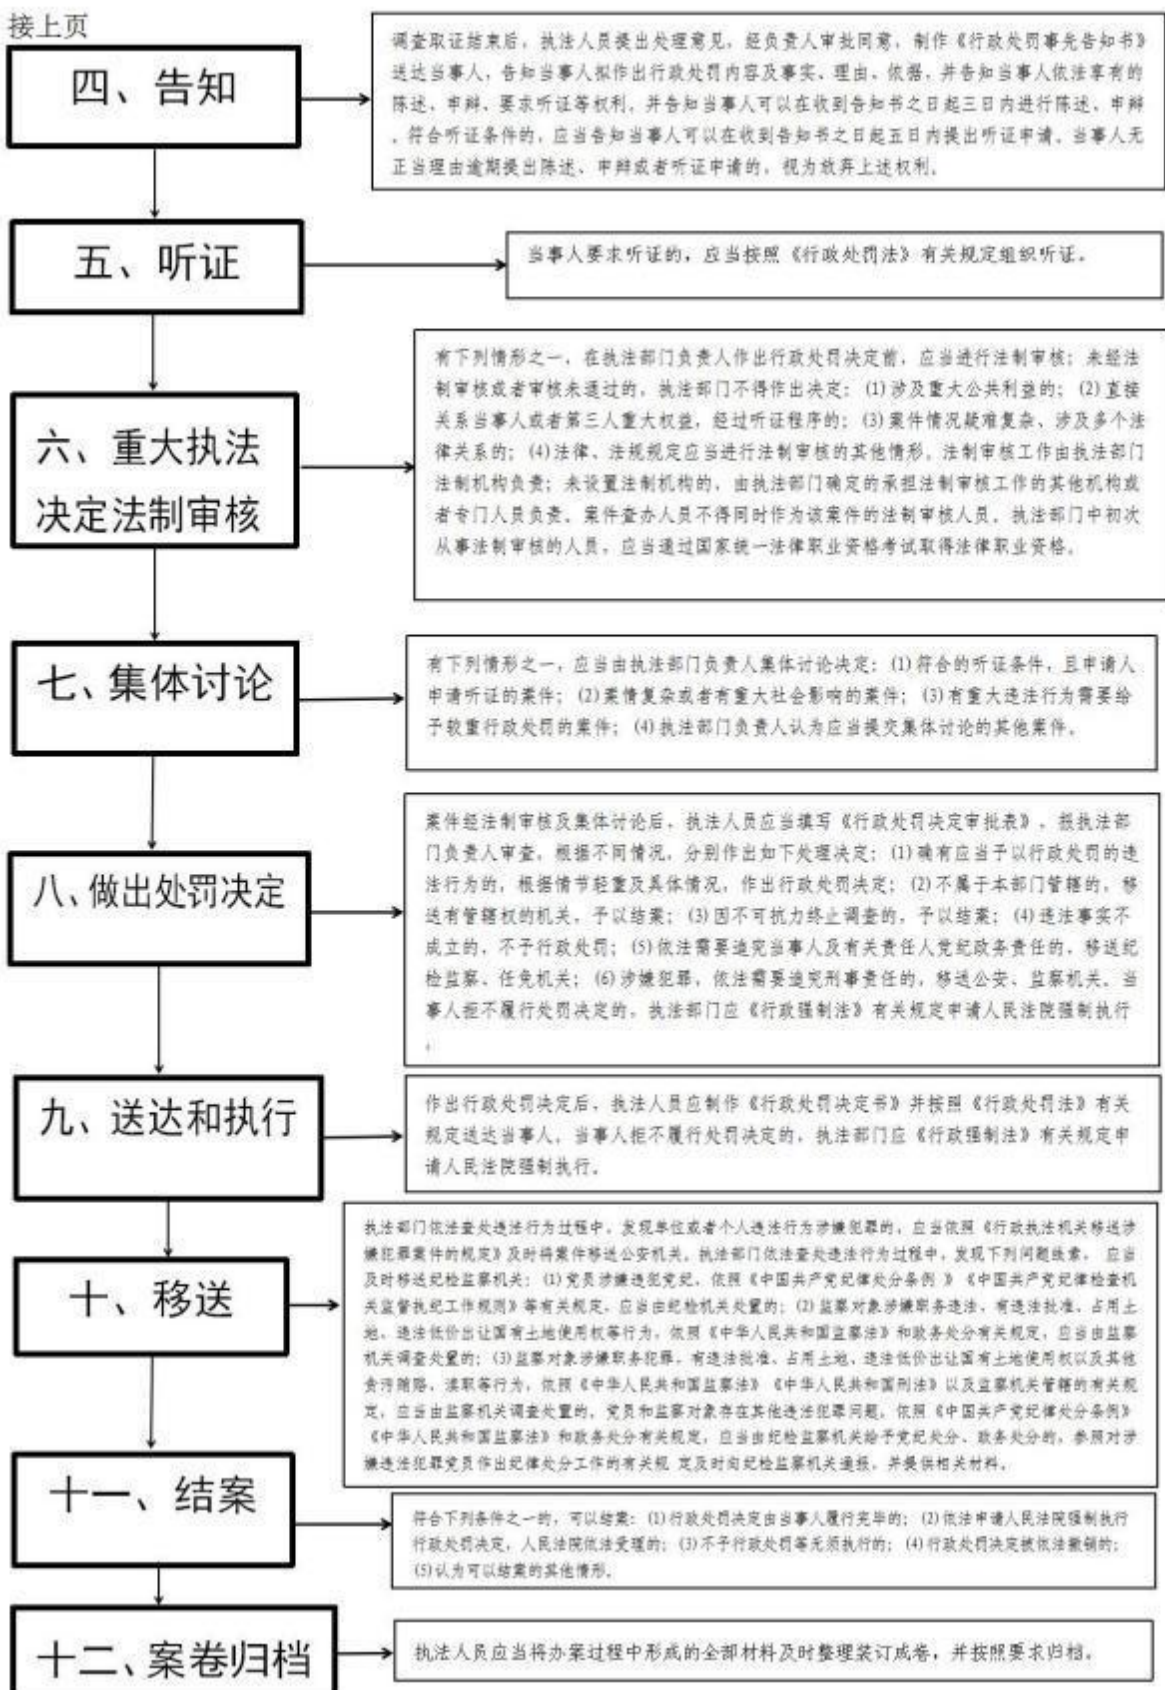 接上页
四、告知
调查取证结束后，执法人员提出处理意见，经负责人审批同意，制作《行政处罚事先告知书》
送达当事人，告知当事人拟作出行政处罚内容及事实、理由、依据，并告知当事人依法享有的
陈述、申辩、要求听证等权利，并告知当事人可以在收到告知书之日起三日内进行陈述、申辩
，符合听证条件的，应当告知当事人可以在收到告知书之日起五日内提出听证申请，当事人无
正当理由逾期提出陈述、申辩或者听证申请的，视为放弃上述权利。
五、听证
当事人要求听证的，应当按照《行政处罚法》有关规定组织听证。
六、重大执法
决定法制审核
有下列情形之一，在执法部门负责人作出行政处罚决定前，应当进行法制审核；未经法
制审核或者审核未通过的，执法部门不得作出决定：(1)涉及重大公共利益的；(2)直接
关系当事人或者第三人重大权益，经过听证程序的；(3)案件情况疑难复杂、涉及多个法
律关系的；(4)法律、法规规定应当进行法制审核的其他情形。法制审核工作由执法部门
法制机构负责；未设置法制机构的，由执法部门确定的承担法制审核工作的其他机构或
者专门人员负责。案件查办人员不得同时作为该案件的法制审核人员。执法部门中初次
从事法制审核的人员，应当通过国家统一法律职业资格考试取得法律职业资格。
七、集体讨论
有下列情形之一，应当由执法部门负责人集体讨论决定：(1)符合的听证条件，且申请人
申请听证的案件；(2)案情复杂或者有重大社会影响的案件；(3)有重大违法行为需要给
予较重行政处罚的案件；(4)执法部门负责人认为应当提交集体讨论的其他案件。
八、做出处罚决定
案件经法制审核及集体讨论后，执法人员应当填写《行政处罚决定审批表》，报执法部
门负责人审查，根据不同情况，分别作出如下处理决定：(1)确有应当予以行政处罚的违
法行为的，根据情节轻重及具体情况，作出行政处罚决定；(2)不属于本部门管辖的，移
送有管辖权的机关，予以结案；(3)因不可抗力终止调查的，予以结案；(4)违法事实不
成立的，不予行政处罚；(5)依法需要追究当事人及有关责任人党纪政务责任的，移送纪
检监察、任免机关；(6)涉嫌犯罪，依法需要追究刑事责任的，移送公安、监察机关。当
事人拒不履行处罚决定的，执法部门应《行政强制法》有关规定申请人民法院强制执行
。
九、送达和执行
作出行政处罚决定后，执法人员应制作《行政处罚决定书》并按照《行政处罚法》有关
规定送达当事人，当事人拒不履行处罚决定的，执法部门应《行政强制法》有关规定申
请人民法院强制执行。
十、移送
执法部门依法查处违法行为过程中，发现单位或者个人违法行为涉嫌犯罪的，应当依照《行政执法机关移送涉
嫌犯罪案件的规定》及时将案件移送公安机关。执法部门依法查处违法行为过程中，发现下列问题线索， 应当
及时移送纪检监察机关：(1)党员涉嫌违犯党纪，依照《中国共产党纪律处分条例 》《中国共产党纪律检查机
关监督执纪工作规则》等有关规定，应当由纪检机关处置的；(2)监察对象涉嫌职务违法，有违法批准、占用土
地、违法低价出让国有土地使用权等行为，依照《中华人民共和国监察法》和政务处分有关规定，应当由监察
机关调查处置的；(3)监察对象涉嫌职务犯罪，有违法批准、占用土地、违法低价出让国有土地使用权以及其他
贪污贿赂、渎职等行为，依照《中华人民共和国监察法》《中华人民共和国刑法》以及监察机关管辖的有关规
定，应当由监察机关调查处置的。党员和监察对象存在其他违法犯罪问题，依照《中国共产党纪律处分条例》
《中华人民共和国监察法》和政务处分有关规定，应当由纪检监察机关给予党纪处分、政务处分的，参照对涉
嫌违法犯罪党员作出纪律处分工作的有关规 定及时向纪检监察机关通报，并提供相关材料。
十一、结案
符合下列条件之一的，可以结案：(1)行政处罚决定由当事人履行完毕的；(2)依法申请人民法院强制执行
行政处罚决定，人民法院依法受理的；(3)不予行政处罚等无须执行的；(4)行政处罚决定被依法撤销的；
(5)认为可以结案的其他情形。
十二、案卷归档
执法人员应当将办案过程中形成的全部材料及时整理装订成卷，并按照要求归档。